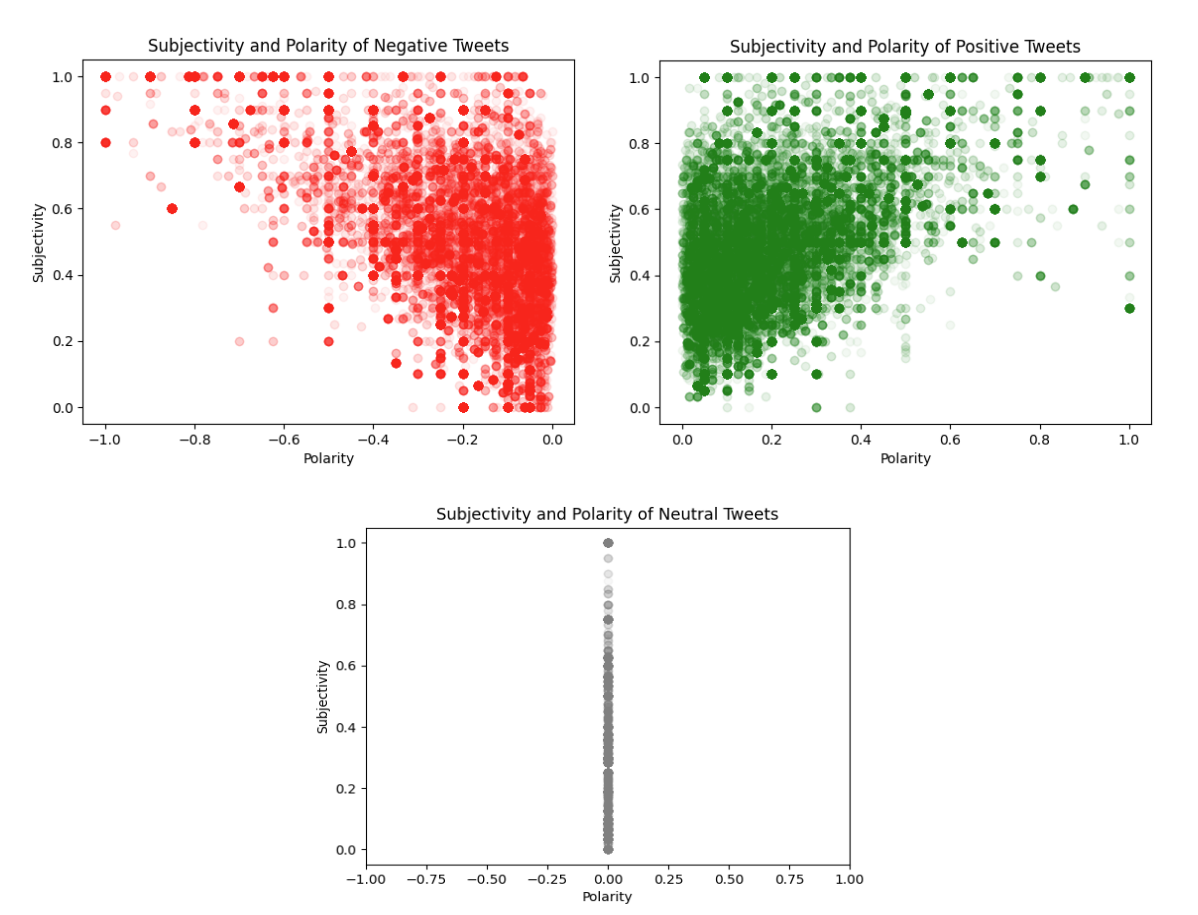 Subjectivity and Polarity of Negative Tweets
1.0
0.8
0.6
0.4
0.2
0.0
Subjectivity
−1.0 −0.8 −0.6 −0.4 −0.2 0.0
Polarity
Subjectivity and Polarity of Positive Tweets
1.0
0.8
0.6
0.4
0.2
0.0
Subjectivity
0.0 0.2 0.4 0.6 0.8 1.0
Polarity
Subjectivity and Polarity of Neutral Tweets
1.0
0.8
0.6
0.4
0.2
0.0
Subjectivity
−1.00 −0.75 −0.50 −0.25 0.00 0.25 0.50 0.75 1.00
Polarity